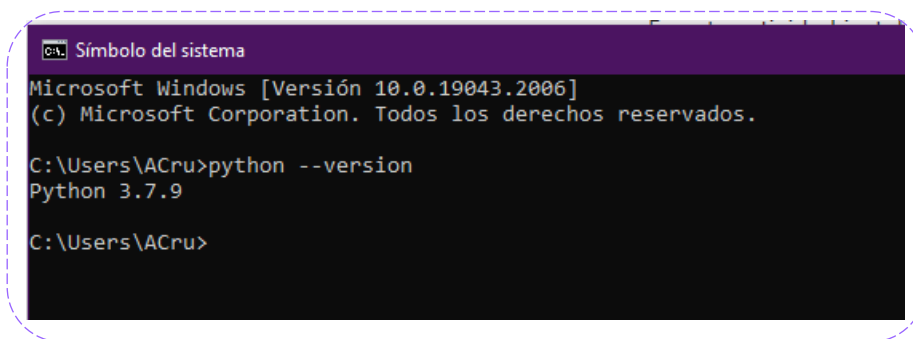 Símbolo del sistema
Microsoft Windows [Versión 10.0.19043.2006]
(c) Microsoft Corporation. Todos los derechos reservados.
C:\Users\ACru>python --version
Python 3.7.9
C:\Users\ACru>